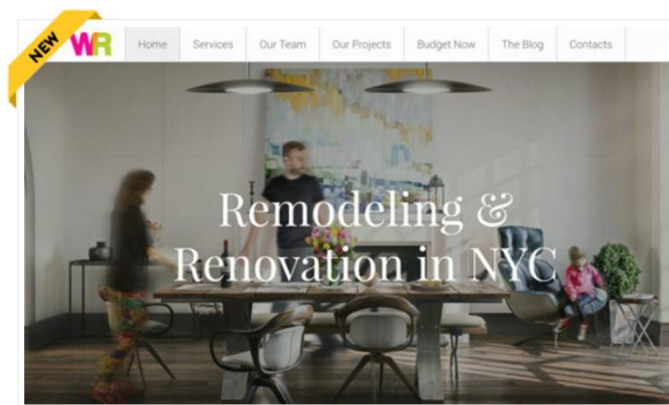 NEW
WR
Home Services Our Team Our Projects Budget Now The Blog Contacts
Remodeling &
Renovation in NYC